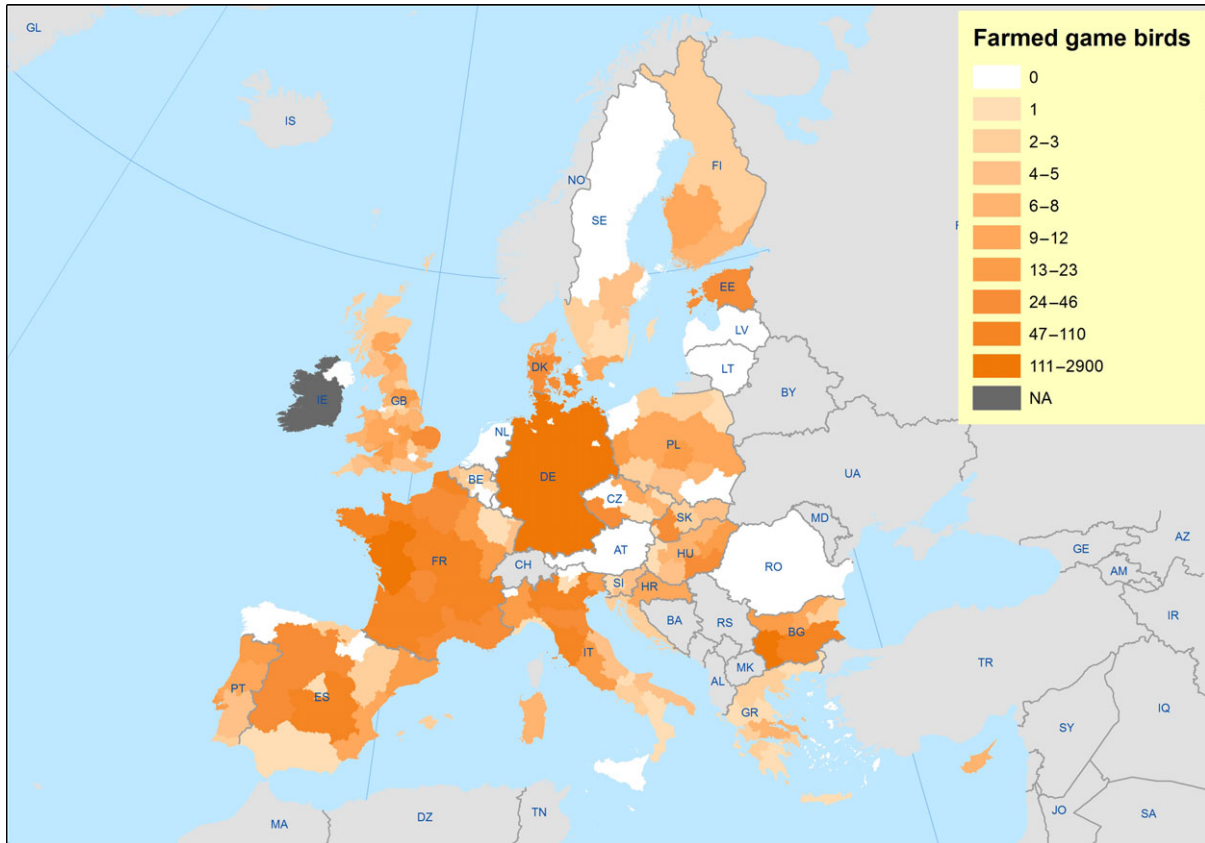 GL
Farmed game birds
0
1
2–3
4–5
6–8
9–12
13–23
24–46
47–110
111–2900
NA
IS
NO
FI
SE
EE
LV
LT
BY
DK
IE
GB
NL
PL
BE
DE
UA
CZ
SK
MD
AT
HU
FR
CH
RO
SI
HR
GE
AZ
AM
BA
RS
IR
BG
IT
MK
AL
TR
PT
ES
GR
SY
IQ
MA
DZ
TN
JO
SA